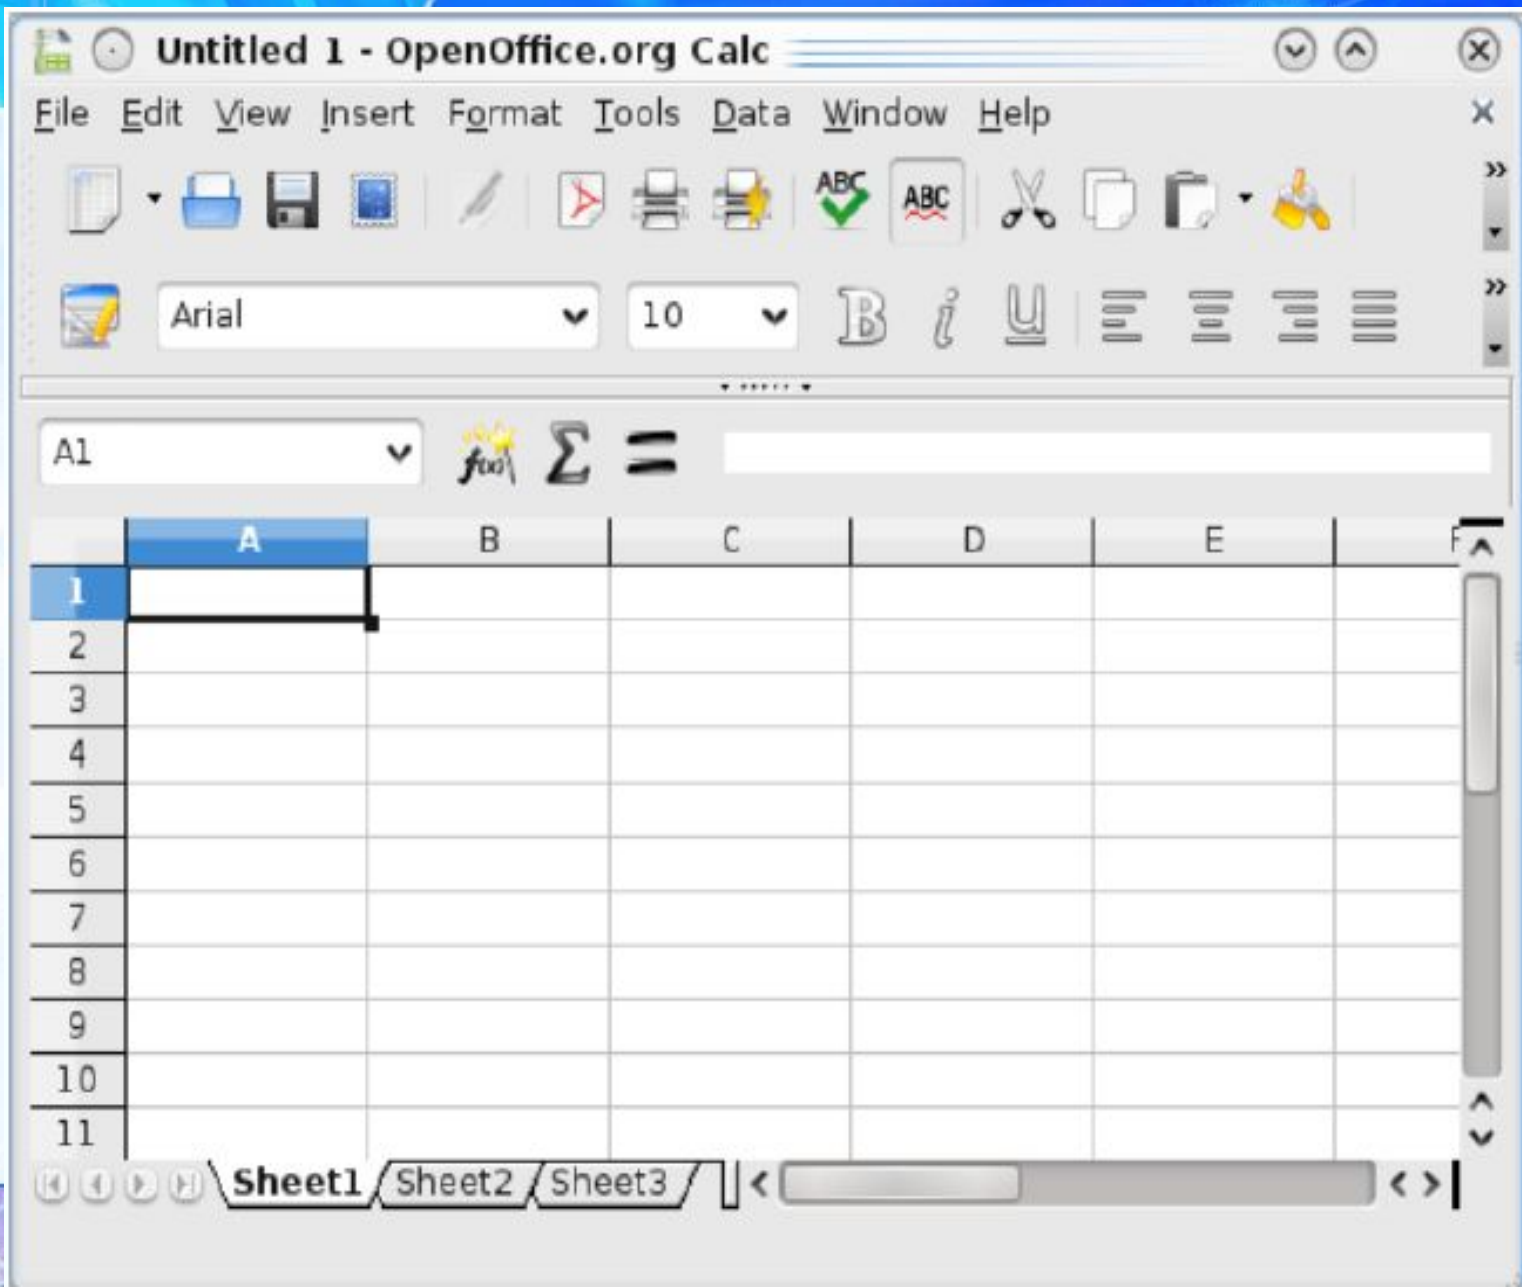 Untitled 1 - OpenOffice.org Calc
File Edit View Insert Format Tools Data Window Help
ABC ABC
Arial 10 B i U
A1 f(x) Σ =
A B C D E F
1
2
3
4
5
6
7
8
9
10
11
Sheet1 Sheet2 Sheet3